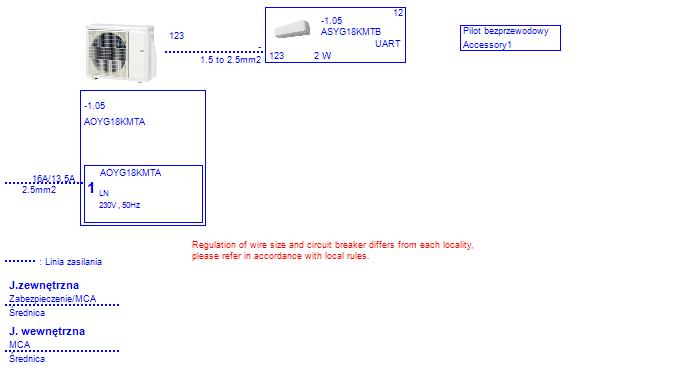 12
-1.05
ASYG18KMTB
UART
123
2 W
Pilot bezprzewodowy
Accessory1
123
-
1.5 to 2.5mm2
-1.05
AOYG18KMTA
16A/13,5A
2.5mm2
AOYG18KMTA
1
LN
230V , 50Hz
Regulation of wire size and circuit breaker differs from each locality,
please refer in accordance with local rules.
: Linia zasilania
J.zewnętrzna
Zabezpieczenie/MCA
Średnica
J. wewnętrzna
MCA
Średnica